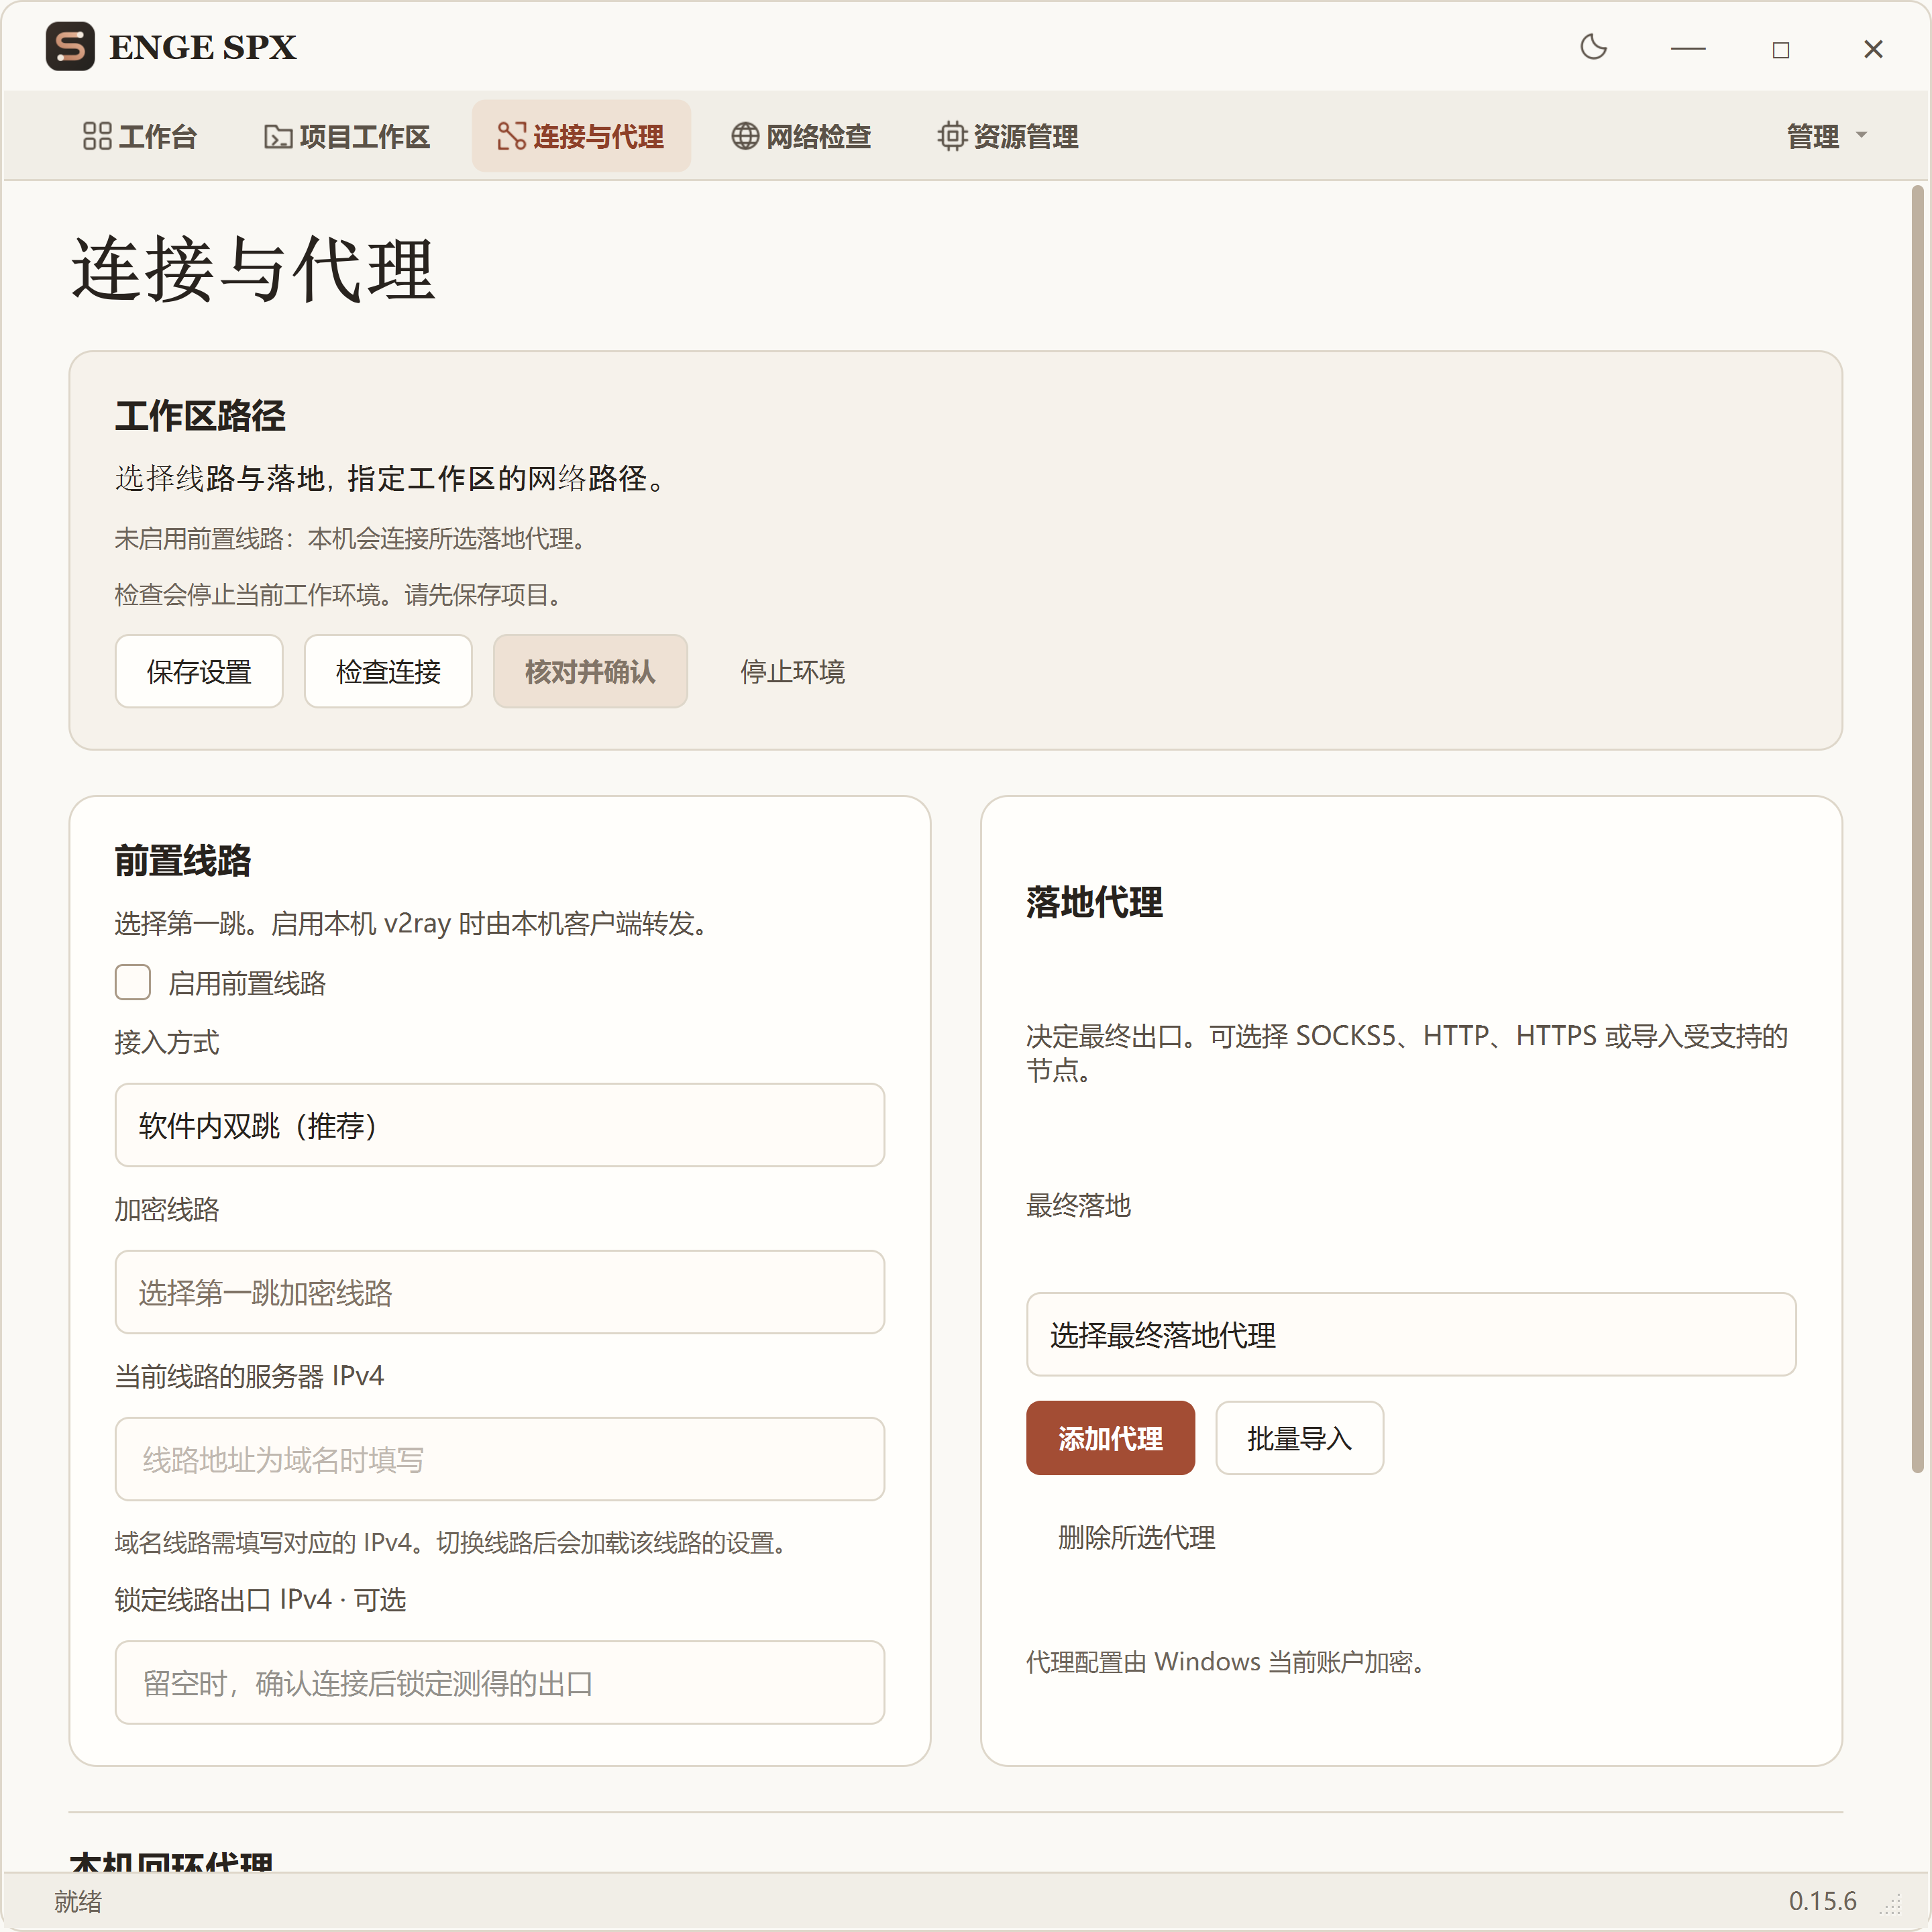 ENGE SPX
工作台
项目工作区
连接与代理
网络检查
资源管理
管理
连接与代理
工作区路径
选择线路与落地, 指定工作区的网络路径。
未启用前置线路：本机会连接所选落地代理。
检查会停止当前工作环境。请先保存项目。
保存设置
检查连接
核对并确认
停止环境
前置线路
选择第一跳。启用本机 v2ray 时由本机客户端转发。
启用前置线路
接入方式
软件内双跳（推荐）
加密线路
选择第一跳加密线路
当前线路的服务器 IPv4
线路地址为域名时填写
域名线路需填写对应的 IPv4。切换线路后会加载该线路的设置。
锁定线路出口 IPv4 · 可选
留空时，确认连接后锁定测得的出口
落地代理
决定最终出口。可选择 SOCKS5、HTTP、HTTPS 或导入受支持的
节点。
最终落地
选择最终落地代理
添加代理
批量导入
删除所选代理
代理配置由 Windows 当前账户加密。
本机回环代理
就绪
0.15.6